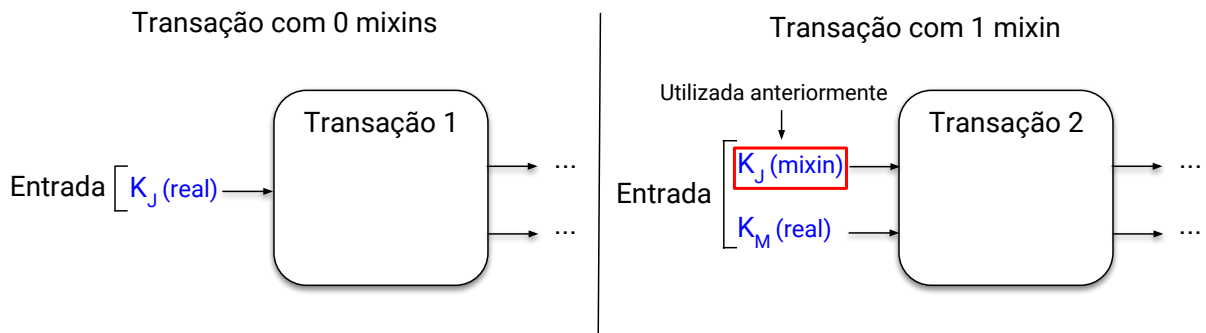 Transação com 0 mixins
Transação 1
Entrada
K_J (real)
...
...
Transação com 1 mixin
Utilizada anteriormente
Transação 2
Entrada
K_J (mixin)
K_M (real)
...
...